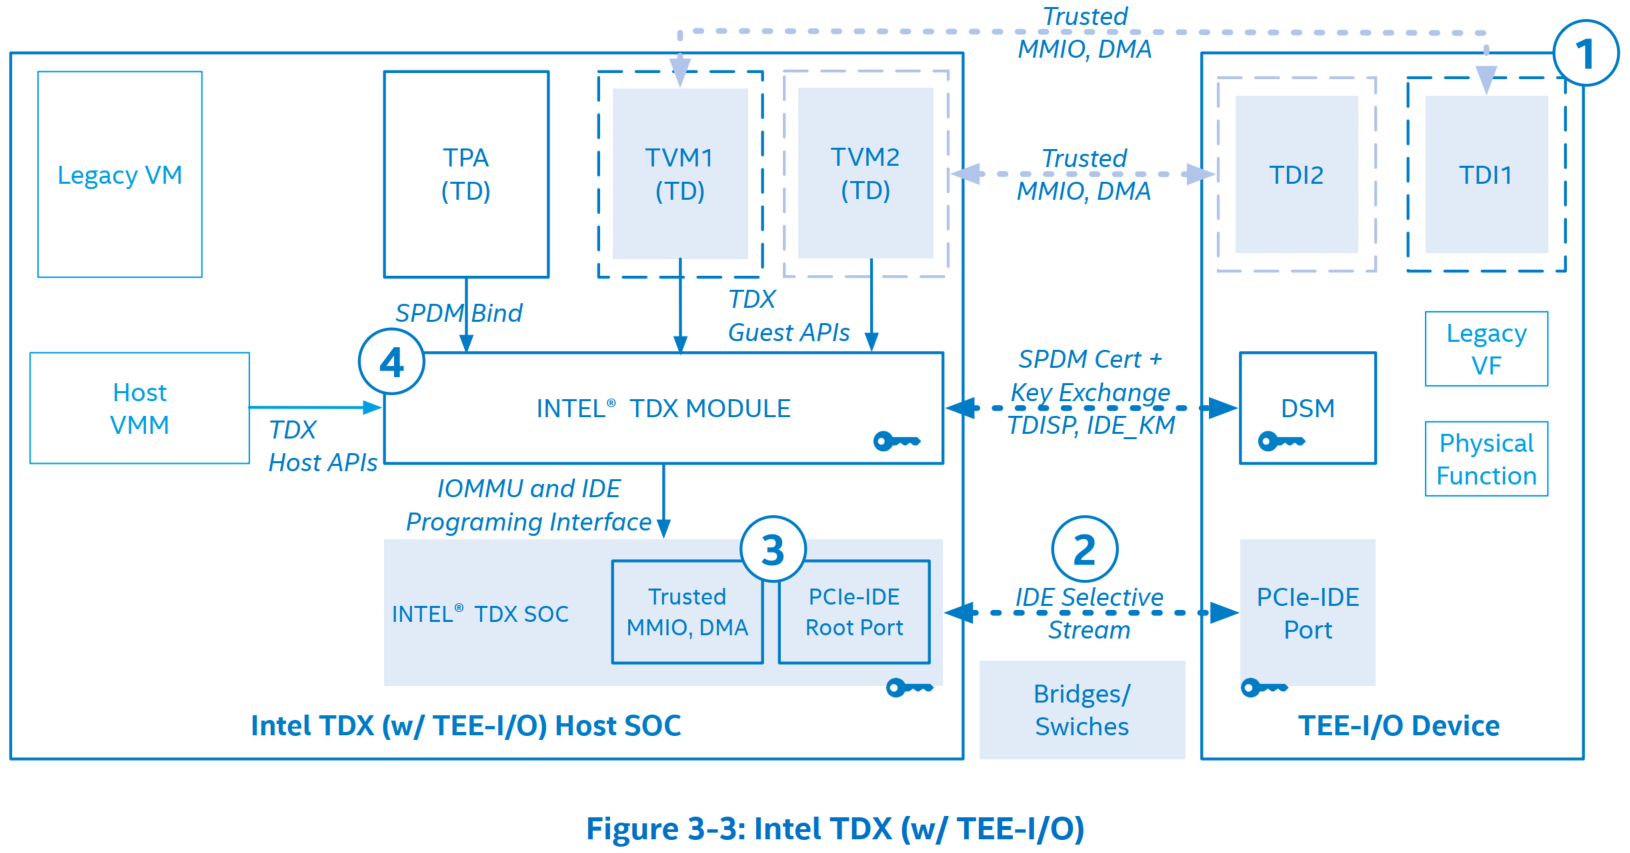 Trusted
MMIO, DMA
1
Legacy VM
TPA
(TD)
TVM1
(TD)
TVM2
(TD)
Trusted
MMIO, DMA
TDI2
TDI1
SPDM Bind
TDX
Guest APIs
Legacy
VF
4
Host
VMM
TDX
Host APIs
INTEL® TDX MODULE
SPDM Cert +
Key Exchange
TDISP, IDE_KM
DSM
Physical
Function
IOMMU and IDE
Programing Interface
3
2
INTEL® TDX SOC
Trusted
MMIO, DMA
PCIe-IDE
Root Port
IDE Selective
Stream
PCIe-IDE
Port
Bridges/
Swiches
Intel TDX (w/ TEE-I/O) Host SOC
TEE-I/O Device
Figure 3-3: Intel TDX (w/ TEE-I/O)